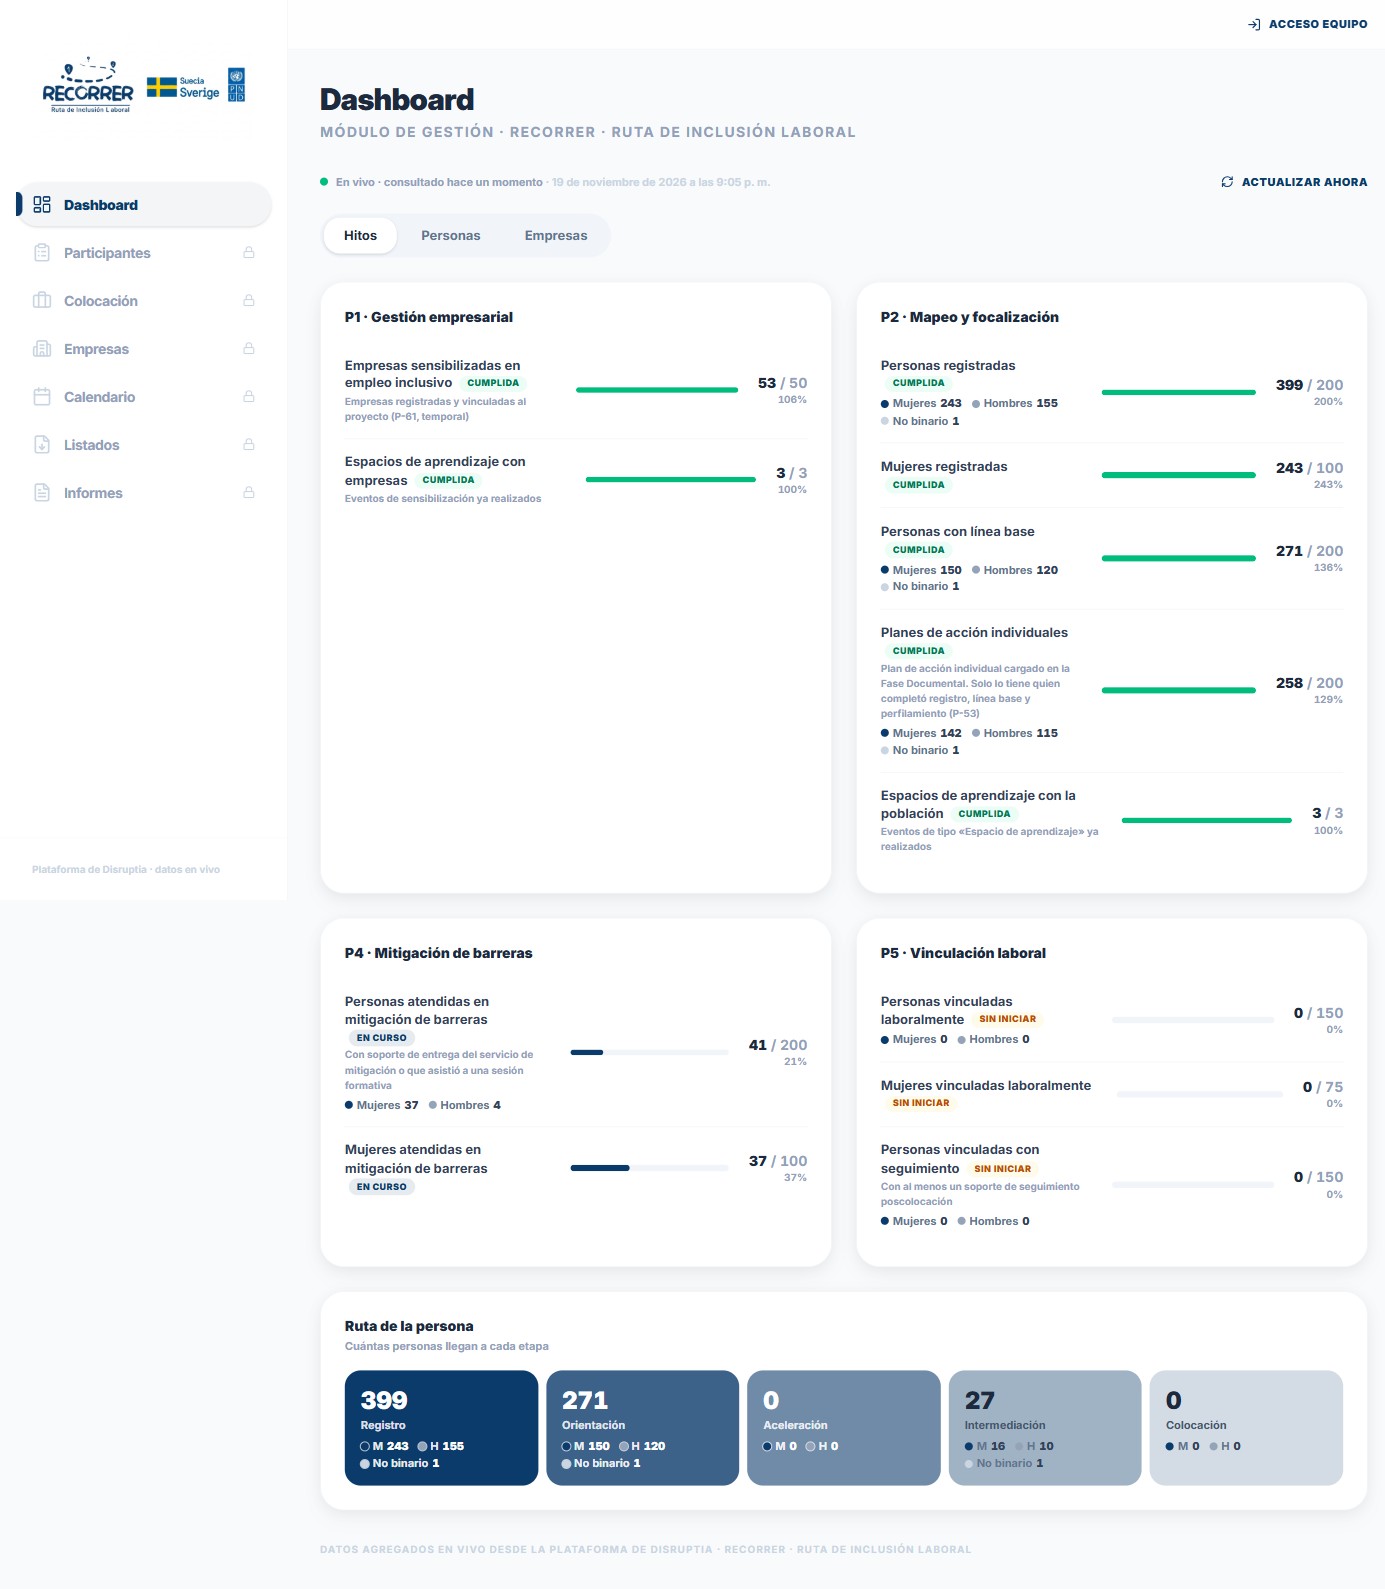 RECORRER
Ruta de Inclusión Laboral
Suecia
Sverige
PN
UD
Dashboard
Participantes
Colocación
Empresas
Calendario
Listados
Informes
Plataforma de Disruptia · datos en vivo
ACCESO EQUIPO
Dashboard
MÓDULO DE GESTIÓN · RECORRER · RUTA DE INCLUSIÓN LABORAL
En vivo · consultado hace un momento · 19 de noviembre de 2026 a las 9:05 p. m.
ACTUALIZAR AHORA
Hitos
Personas
Empresas
P1 · Gestión empresarial
Empresas sensibilizadas en
empleo inclusivo CUMPLIDA
Empresas registradas y vinculadas al
proyecto (P-61, temporal)
53 / 50
106%
Espacios de aprendizaje con
empresas CUMPLIDA
Eventos de sensibilización ya realizados
3 / 3
100%
P2 · Mapeo y focalización
Personas registradas
CUMPLIDA
Mujeres 243 Hombres 155
No binario 1
399 / 200
200%
Mujeres registradas
CUMPLIDA
243 / 100
243%
Personas con línea base
CUMPLIDA
Mujeres 150 Hombres 120
No binario 1
271 / 200
136%
Planes de acción individuales
CUMPLIDA
Plan de acción individual cargado en la
Fase Documental. Solo lo tiene quien
completó registro, línea base y
perfilamiento (P-53)
Mujeres 142 Hombres 115
No binario 1
258 / 200
129%
Espacios de aprendizaje con la
población CUMPLIDA
Eventos de tipo «Espacio de aprendizaje» ya
realizados
3 / 3
100%
P4 · Mitigación de barreras
Personas atendidas en
mitigación de barreras
EN CURSO
Con soporte de entrega del servicio de
mitigación o que asistió a una sesión
formativa
Mujeres 37 Hombres 4
41 / 200
21%
Mujeres atendidas en
mitigación de barreras
EN CURSO
37 / 100
37%
P5 · Vinculación laboral
Personas vinculadas
laboralmente SIN INICIAR
Mujeres 0 Hombres 0
0 / 150
0%
Mujeres vinculadas laboralmente
SIN INICIAR
0 / 75
0%
Personas vinculadas con
seguimiento SIN INICIAR
Con al menos un soporte de seguimiento
poscolocación
Mujeres 0 Hombres 0
0 / 150
0%
Ruta de la persona
Cuántas personas llegan a cada etapa
399
Registro
M 243 H 155
No binario 1
271
Orientación
M 150 H 120
No binario 1
0
Aceleración
M 0 H 0
27
Intermediación
M 16 H 10
No binario 1
0
Colocación
M 0 H 0
DATOS AGREGADOS EN VIVO DESDE LA PLATAFORMA DE DISRUPTIA · RECORRER · RUTA DE INCLUSIÓN LABORAL